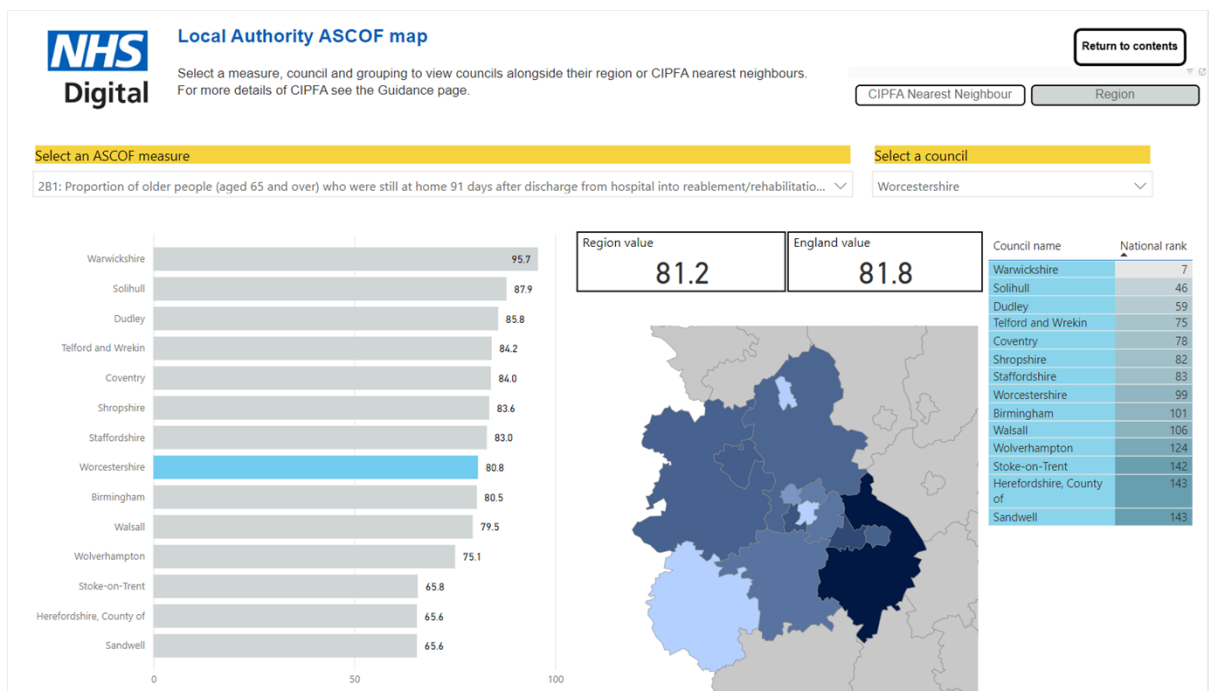 NHS
Digital
Local Authority ASCOF map
Select a measure, council and grouping to view councils alongside their region or CIPFA nearest neighbours.
For more details of CIPFA see the Guidance page.
Return to contents
CIPFA Nearest Neighbour
Region
Select an ASCOF measure
2B1: Proportion of older people (aged 65 and over) who were still at home 91 days after discharge from hospital into reablement/rehabilitatio...
Select a council
Worcestershire
Warwickshire 95.7
Solihull 87.9
Dudley 85.8
Telford and Wrekin 84.2
Coventry 84.0
Shropshire 83.6
Staffordshire 83.0
Worcestershire 80.8
Birmingham 80.5
Walsall 79.5
Wolverhampton 75.1
Stoke-on-Trent 65.8
Herefordshire, County of 65.6
Sandwell 65.6
0 50 100
Region value
81.2
England value
81.8
Council name National rank
Warwickshire 7
Solihull 46
Dudley 59
Telford and Wrekin 75
Coventry 78
Shropshire 82
Staffordshire 83
Worcestershire 99
Birmingham 101
Walsall 106
Wolverhampton 124
Stoke-on-Trent 142
Herefordshire, County 143
of
Sandwell 143